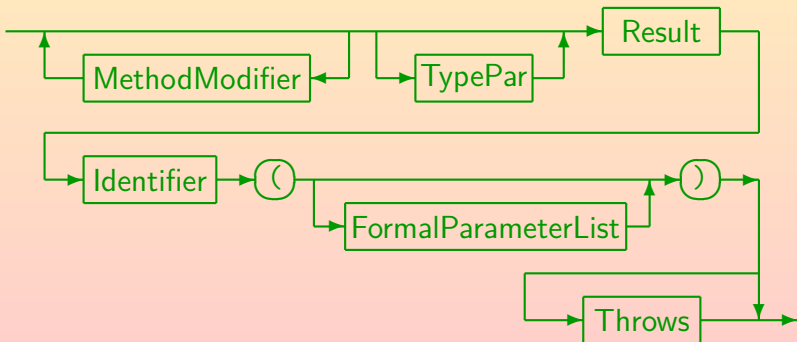 Result
MethodModifier TypePar
Identifier ( )
FormalParameterList
Throws